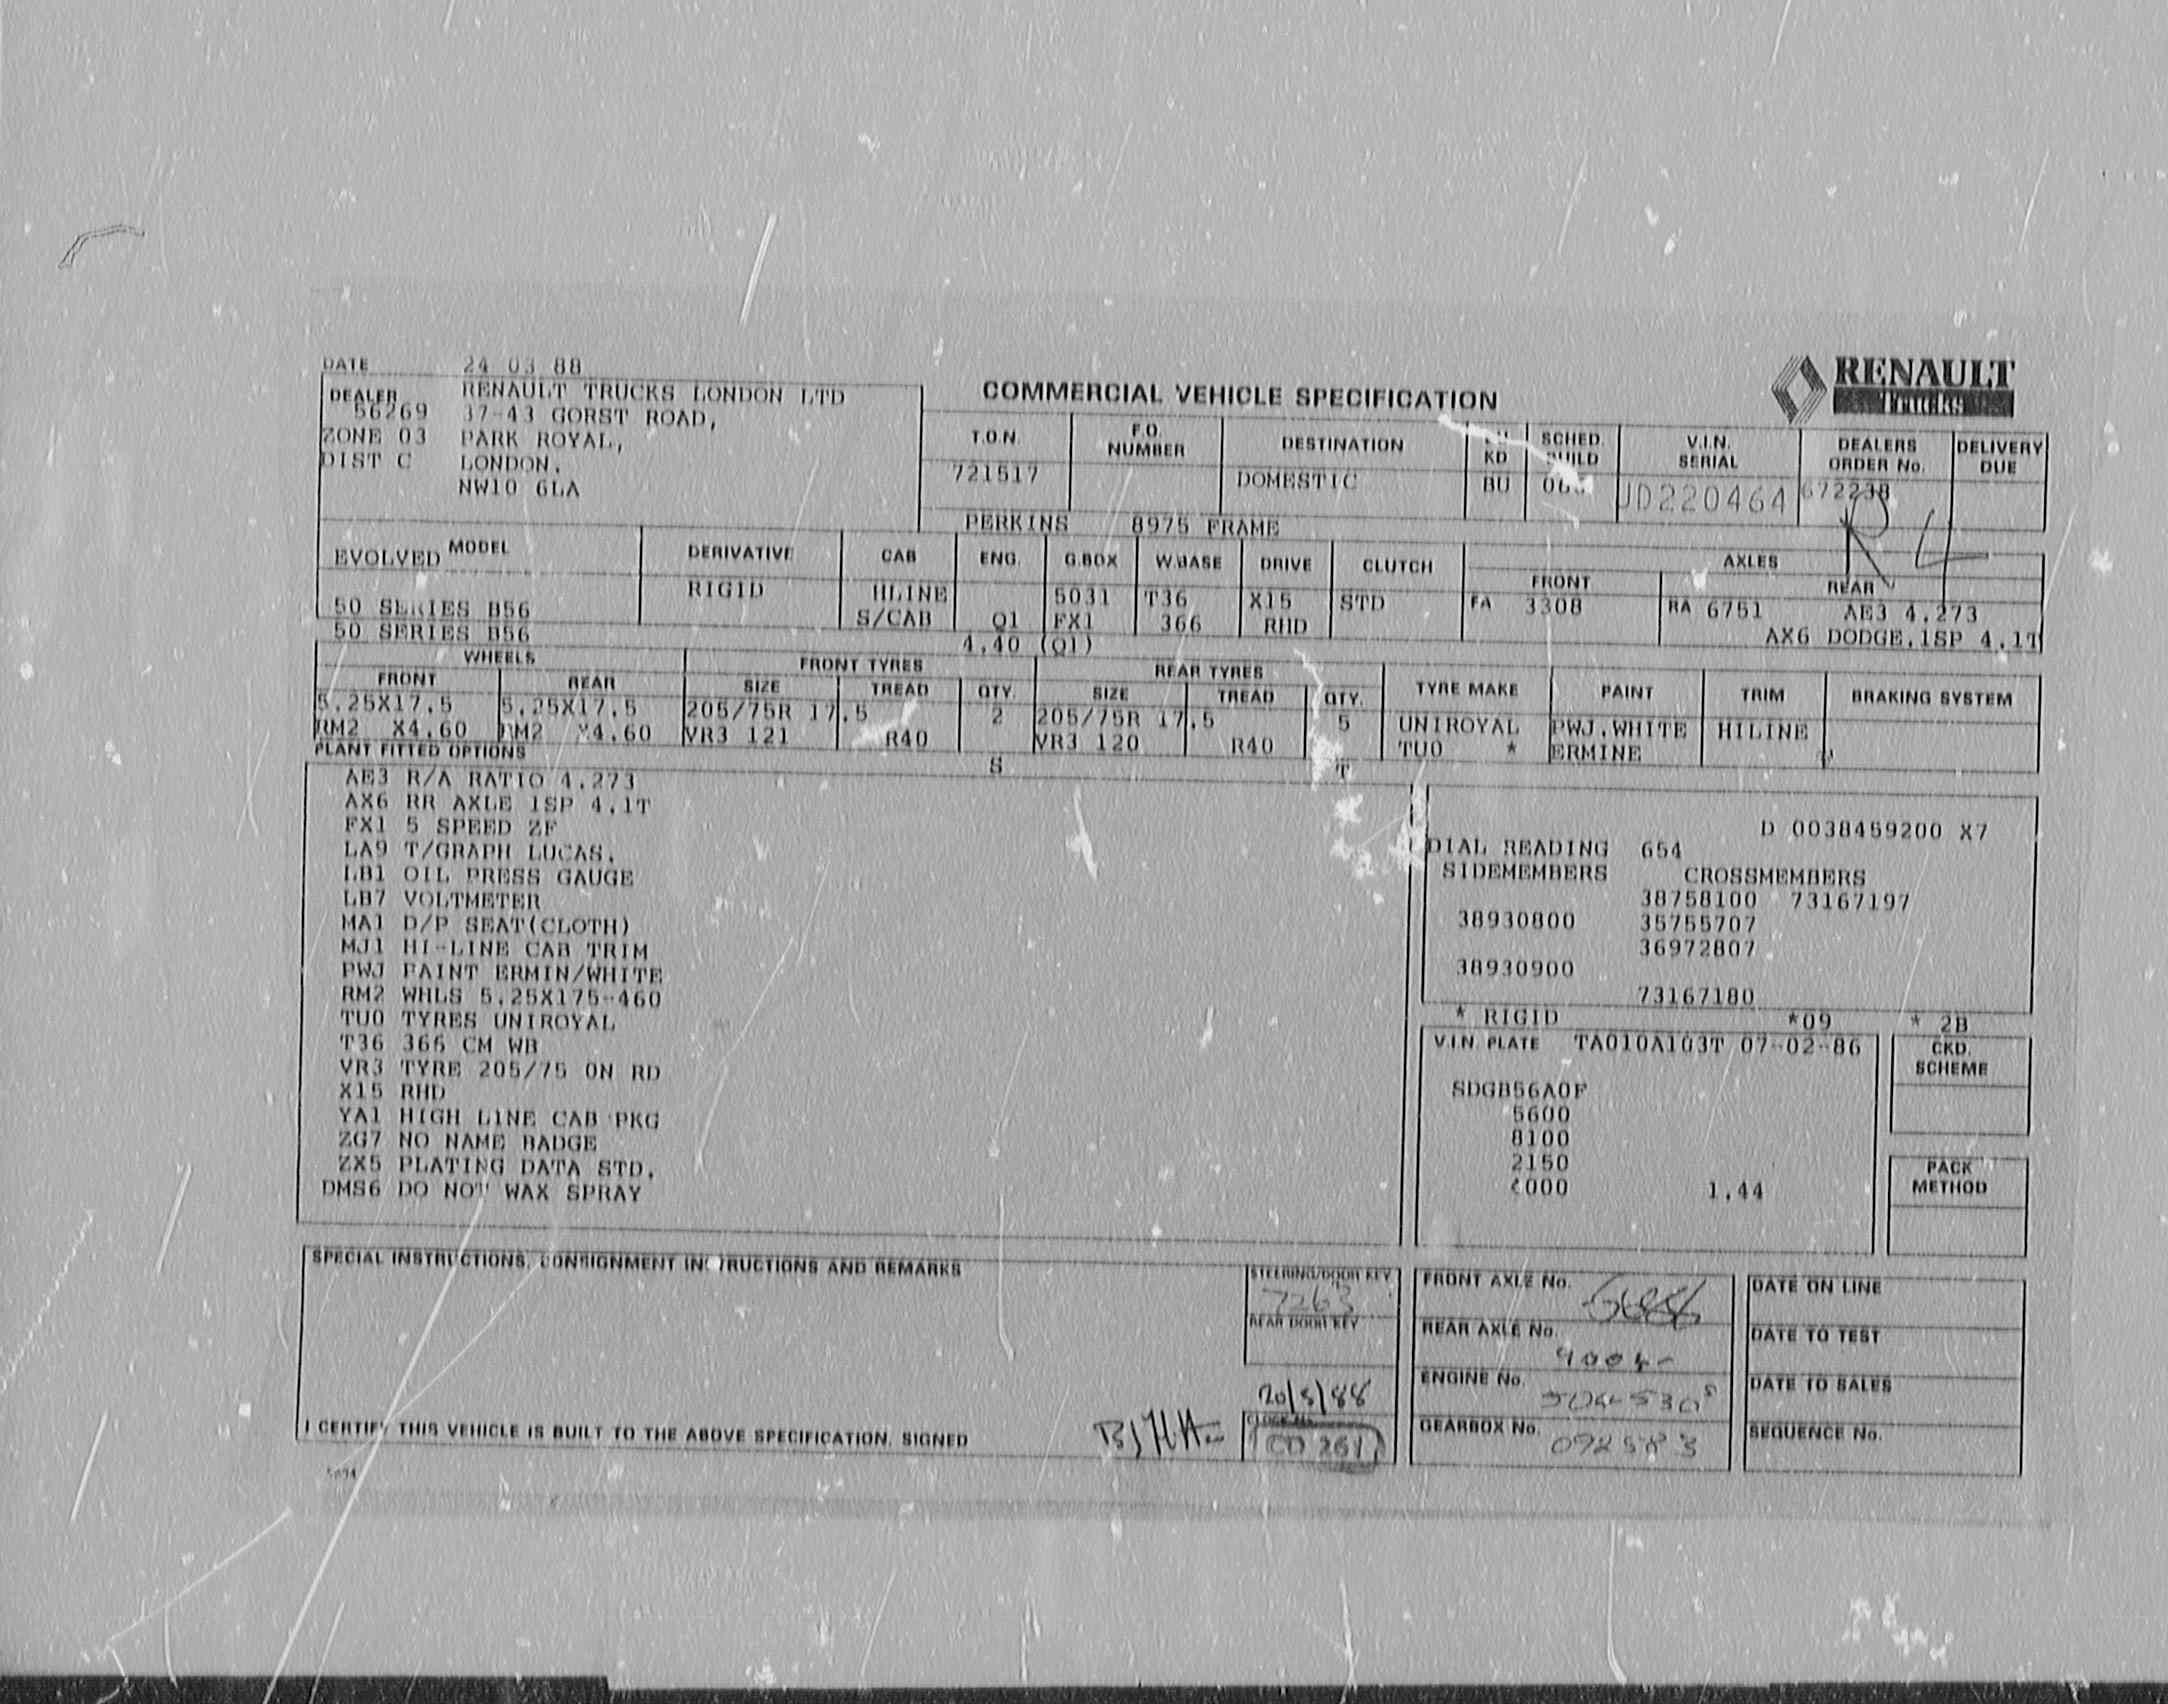 DATE 24 03 88
DEALER RENAULT TRUCKS LONDON LTD
56269 37-43 GORST ROAD,
ZONE 03 PARK ROYAL,
DIST C LONDON,
NW10 6LA
COMMERCIAL VEHICLE SPECIFICATION
RENAULT
Trucks
T.O.N. F.O. NUMBER DESTINATION KD SCHED. BUILD V.I.N. SERIAL DEALERS ORDER No. DELIVERY DUE
721517 DOMESTIC BU JD220464 672238
PERKINS 8975 FRAME
MODEL DERIVATIVE CAB ENG. G.BOX W.BASE DRIVE CLUTCH AXLES
FRONT REAR
EVOLVED
RIGID HLINE 5031 T36 X15 STD FA 3308 RA 6751 AE3 4.273
50 SERIES B56 S/CAB Q1 FX1 366 RHD AX6 DODGE.1SP 4.1T
50 SERIES B56 4.40 (Q1)
WHEELS FRONT TYRES REAR TYRES
FRONT REAR SIZE TREAD QTY. SIZE TREAD QTY. TYRE MAKE PAINT TRIM BRAKING SYSTEM
5.25X17.5 5.25X17.5 205/75R 17.5 2 205/75R 17.5 5 UNIROYAL PWJ.WHITE HILINE
RM2 X4.60 RM2 X4.60 VR3 121 R40 VR3 120 R40 TU0 * ERMINE
PLANT FITTED OPTIONS
S T
AE3 R/A RATIO 4.273
AX6 RR AXLE 1SP 4.1T
FX1 5 SPEED ZF
LA9 T/GRAPH LUCAS.
LB1 OIL PRESS GAUGE
LB7 VOLTMETER
MA1 D/P SEAT(CLOTH)
MJ1 HI-LINE CAB TRIM
PWJ PAINT ERMIN/WHITE
RM2 WHLS 5.25X175-460
TU0 TYRES UNIROYAL
T36 366 CM WB
VR3 TYRE 205/75 ON RD
X15 RHD
YA1 HIGH LINE CAB PKG
ZG7 NO NAME BADGE
ZX5 PLATING DATA STD.
DMS6 DO NOT WAX SPRAY
D 0038459200 X7
DIAL READING 654
SIDEMEMBERS CROSSMEMBERS
38758100 73167197
38930800 35755707
36972807
38930900
73167180
* RIGID *09 * 2B
V.I.N. PLATE TA010A103T 07-02-86
CKD. SCHEME
SDGB56A0F
5600
8100
2150
000 1.44
PACK METHOD
SPECIAL INSTRUCTIONS, CONSIGNMENT INSTRUCTIONS AND REMARKS
STEERING/DOOR KEY
7263
REAR DOOR KEY
20/5/88
CD 261
I CERTIFY THIS VEHICLE IS BUILT TO THE ABOVE SPECIFICATION. SIGNED
FRONT AXLE No.
REAR AXLE No.
ENGINE No.
GEARBOX No. 092583
DATE ON LINE
DATE TO TEST
DATE TO SALES
SEQUENCE No.